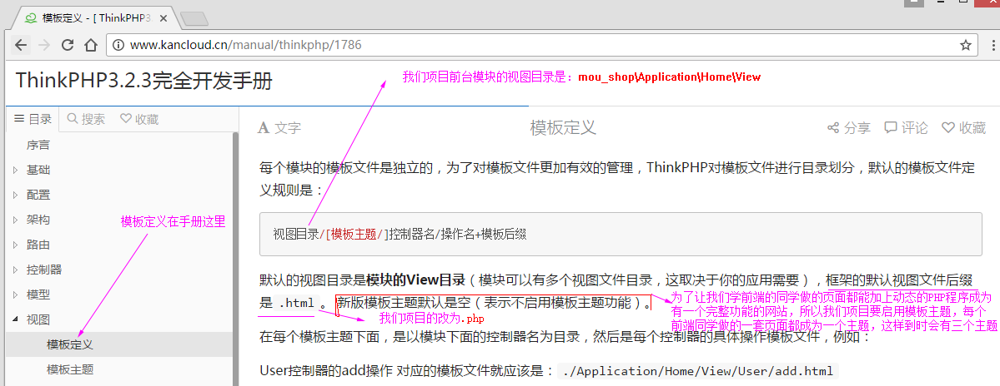 模板定义 - [ ThinkPHP3
www.kancloud.cn/manual/thinkphp/1786
ThinkPHP3.2.3完全开发手册
我们项目前台模块的视图目录是：mou_shop\Application\Home\View
目录 搜索 收藏
A 文字 模板定义 分享 评论 收藏
序言
基础
配置
架构
路由
控制器
模型
视图
模板定义
模板主题
模板定义在手册这里
每个模块的模板文件是独立的，为了对模板文件更加有效的管理，ThinkPHP对模板文件进行目录划分，默认的模板文件定
义规则是：
视图目录/[模板主题/]控制器名/操作名+模板后缀
默认的视图目录是模块的View目录（模块可以有多个视图文件目录，这取决于你的应用需要），框架的默认视图文件后缀
是 .html 。新版模板主题默认是空（表示不启用模板主题功能）。
我们项目的改为.php
为了让我们学前端的同学做的页面都能加上动态的PHP程序成为
有一个完整功能的网站，所以我们项目要启用模板主题，每个
前端同学做的一套页面都成为一个主题，这样到时会有三个主题
在每个模板主题下面，是以模块下面的控制器名为目录，然后是每个控制器的具体操作模板文件，例如：
User控制器的add操作 对应的模板文件就应该是：./Application/Home/View/User/add.html